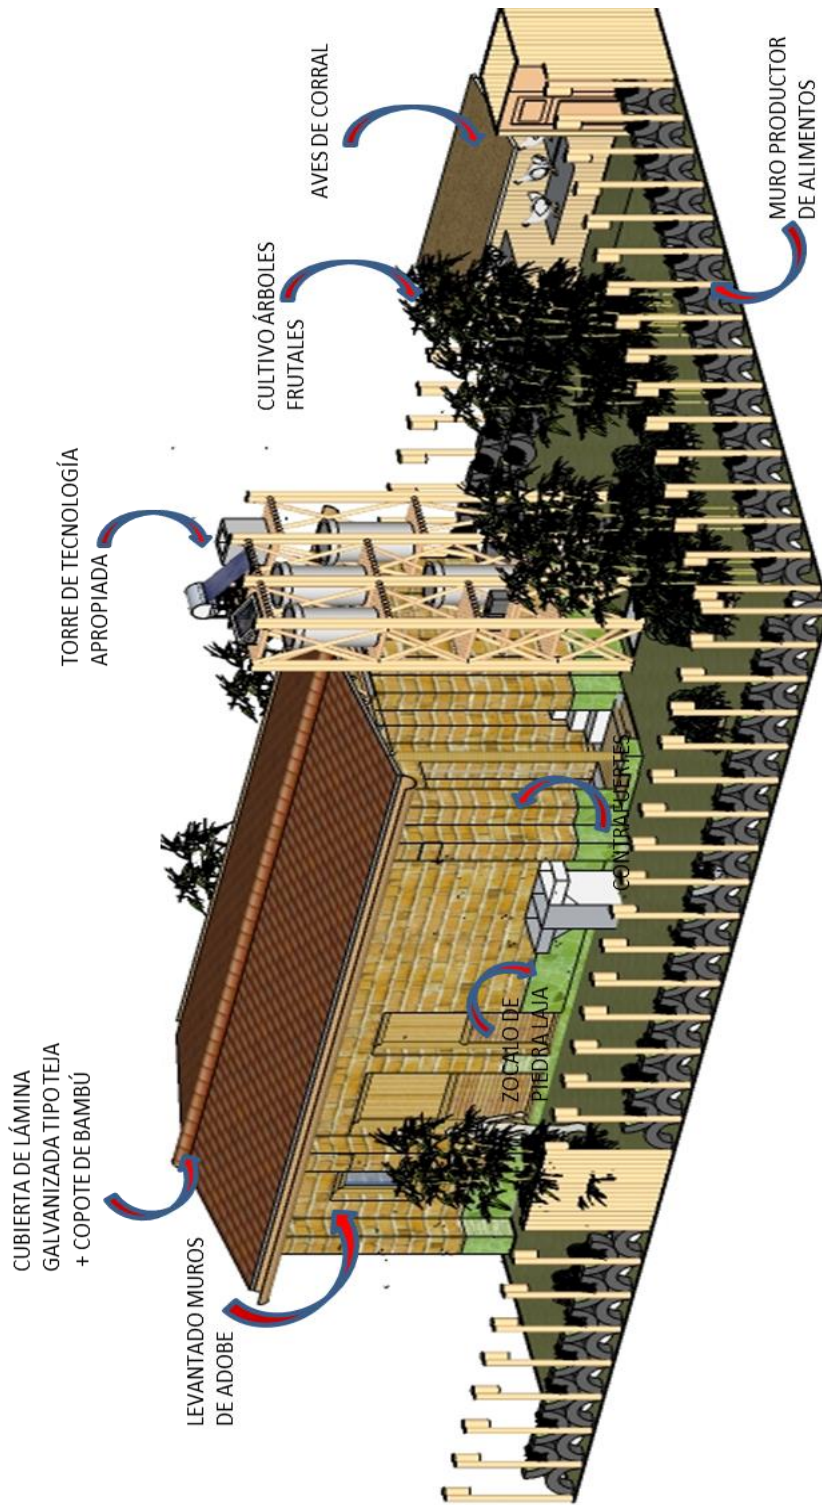 CUBIERTA DE LÁMINA
GALVANIZADA TIPO TEJA
+ COPOTE DE BAMBÚ
LEVANTADO MUROS
DE ADOBE
TORRE DE TECNOLOGÍA
APROPIADA
CULTIVO ÁRBOLES
FRUTALES
AVES DE CORRAL
ZOCALO DE
PIEDRA LAJA
CONTRAFUERTES
MURO PRODUCTOR
DE ALIMENTOS